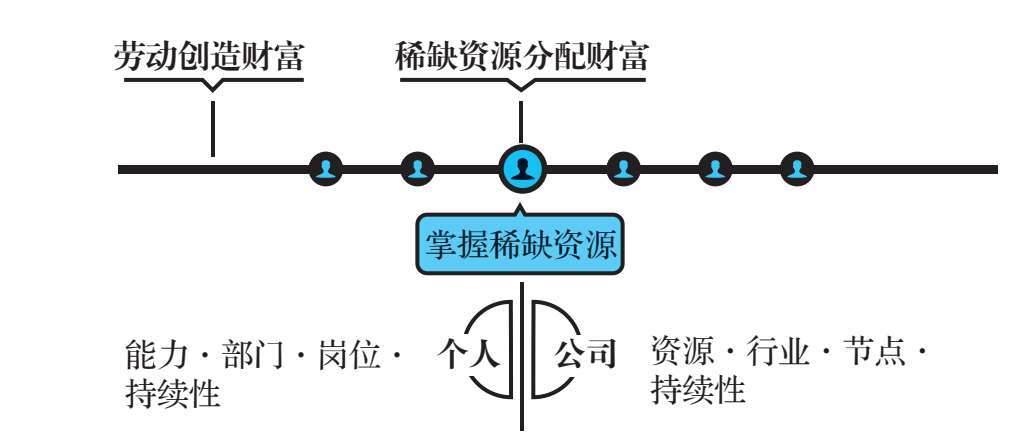 劳动创造财富
稀缺资源分配财富
掌握稀缺资源
能力·部门·岗位·
持续性
个人
公司
资源·行业·节点·
持续性